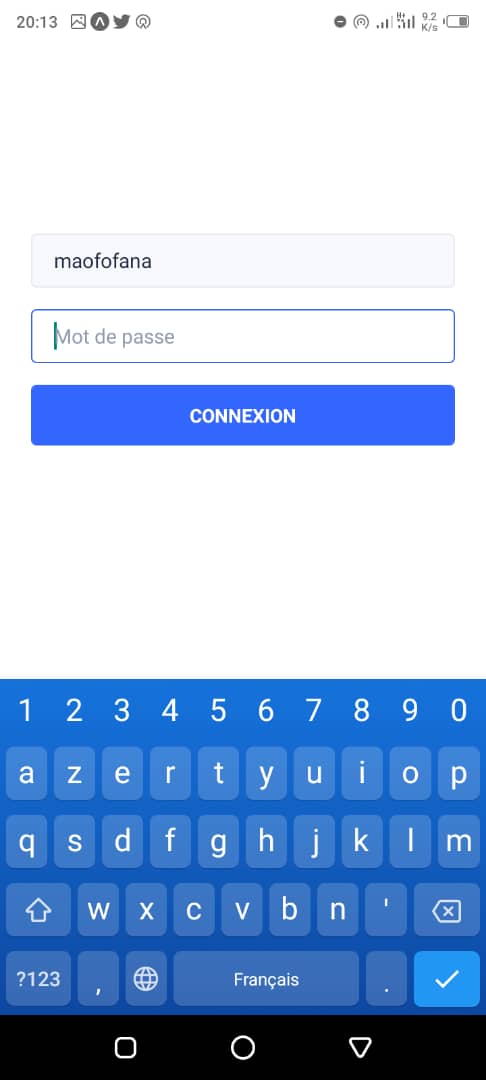 20:13 H+ 9.2 K/s
maofofana
Mot de passe
CONNEXION
1 2 3 4 5 6 7 8 9 0
a z e r t y u i o p
q s d f g h j k l m
w x c v b n '
?123 , Français .